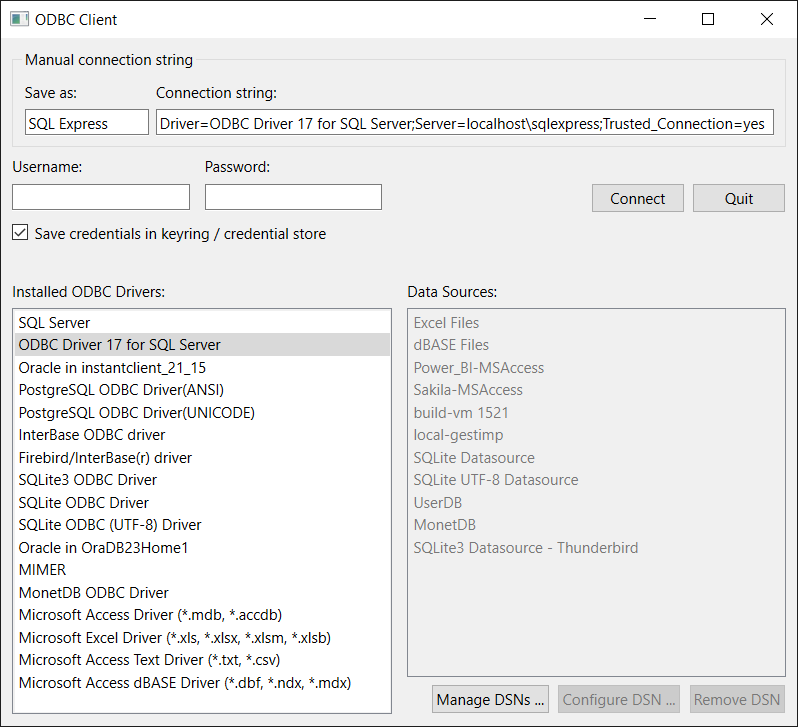 ODBC Client
Manual connection string
Save as:
Connection string:
SQL Express
Driver=ODBC Driver 17 for SQL Server;Server=localhost\sqlexpress;Trusted_Connection=yes
Username:
Password:
Connect
Quit
Save credentials in keyring / credential store
Installed ODBC Drivers:
SQL Server
ODBC Driver 17 for SQL Server
Oracle in instantclient_21_15
PostgreSQL ODBC Driver(ANSI)
PostgreSQL ODBC Driver(UNICODE)
InterBase ODBC driver
Firebird/InterBase(r) driver
SQLite3 ODBC Driver
SQLite ODBC Driver
SQLite ODBC (UTF-8) Driver
Oracle in OraDB23Home1
MIMER
MonetDB ODBC Driver
Microsoft Access Driver (*.mdb, *.accdb)
Microsoft Excel Driver (*.xls, *.xlsx, *.xlsm, *.xlsb)
Microsoft Access Text Driver (*.txt, *.csv)
Microsoft Access dBASE Driver (*.dbf, *.ndx, *.mdx)
Data Sources:
Excel Files
dBASE Files
Power_BI-MSAccess
Sakila-MSAccess
build-vm 1521
local-gestimp
SQLite Datasource
SQLite UTF-8 Datasource
UserDB
MonetDB
SQLite3 Datasource - Thunderbird
Manage DSNs ...
Configure DSN ...
Remove DSN